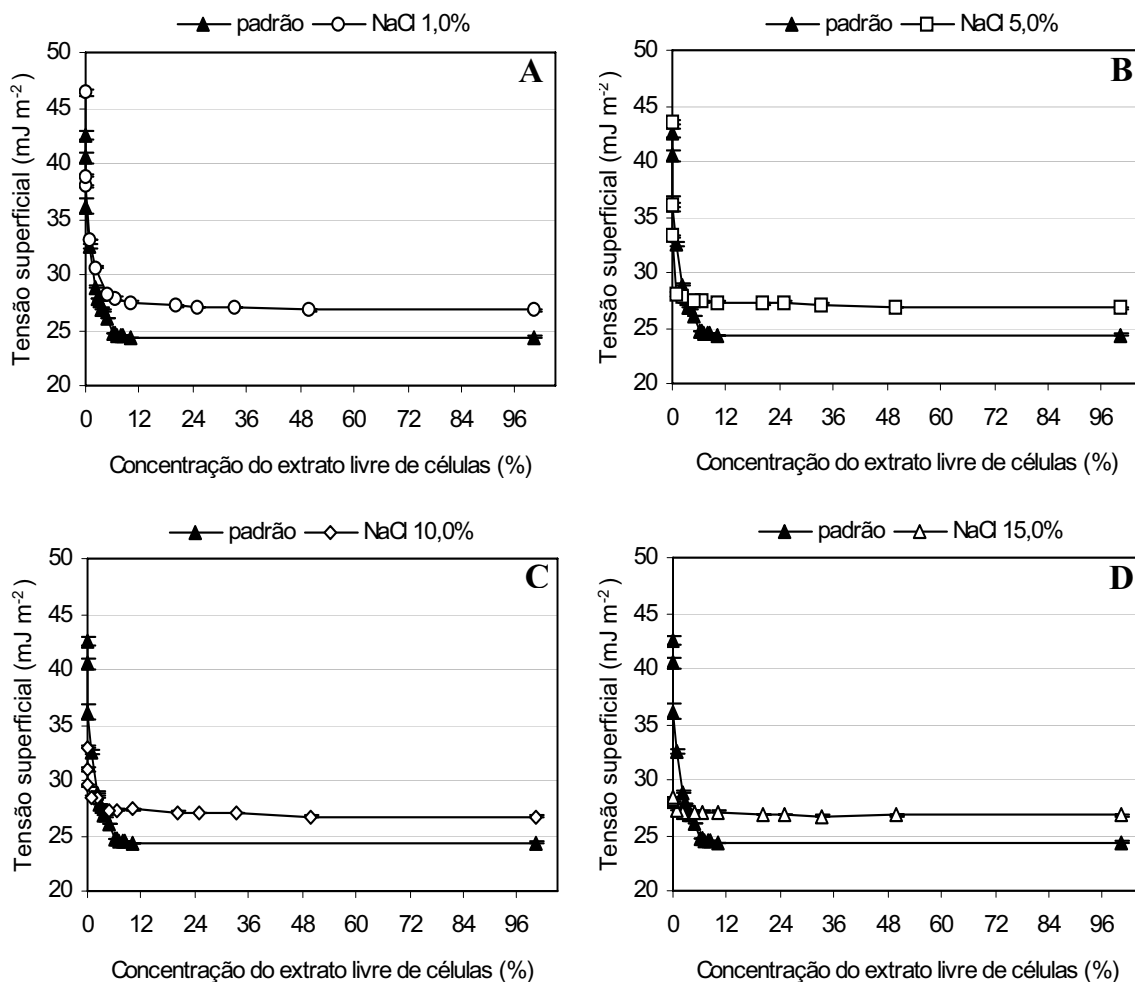 padrão NaCl 1,0%
A
Tensão superficial (mJ m-2)
50
45
40
35
30
25
20
0 12 24 36 48 60 72 84 96
Concentração do extrato livre de células (%)
padrão NaCl 5,0%
B
Tensão superficial (mJ m-2)
50
45
40
35
30
25
20
0 12 24 36 48 60 72 84 96
Concentração do extrato livre de células (%)
padrão NaCl 10,0%
C
Tensão superficial (mJ m-2)
50
45
40
35
30
25
20
0 12 24 36 48 60 72 84 96
Concentração do extrato livre de células (%)
padrão NaCl 15,0%
D
Tensão superficial (mJ m-2)
50
45
40
35
30
25
20
0 12 24 36 48 60 72 84 96
Concentração do extrato livre de células (%)